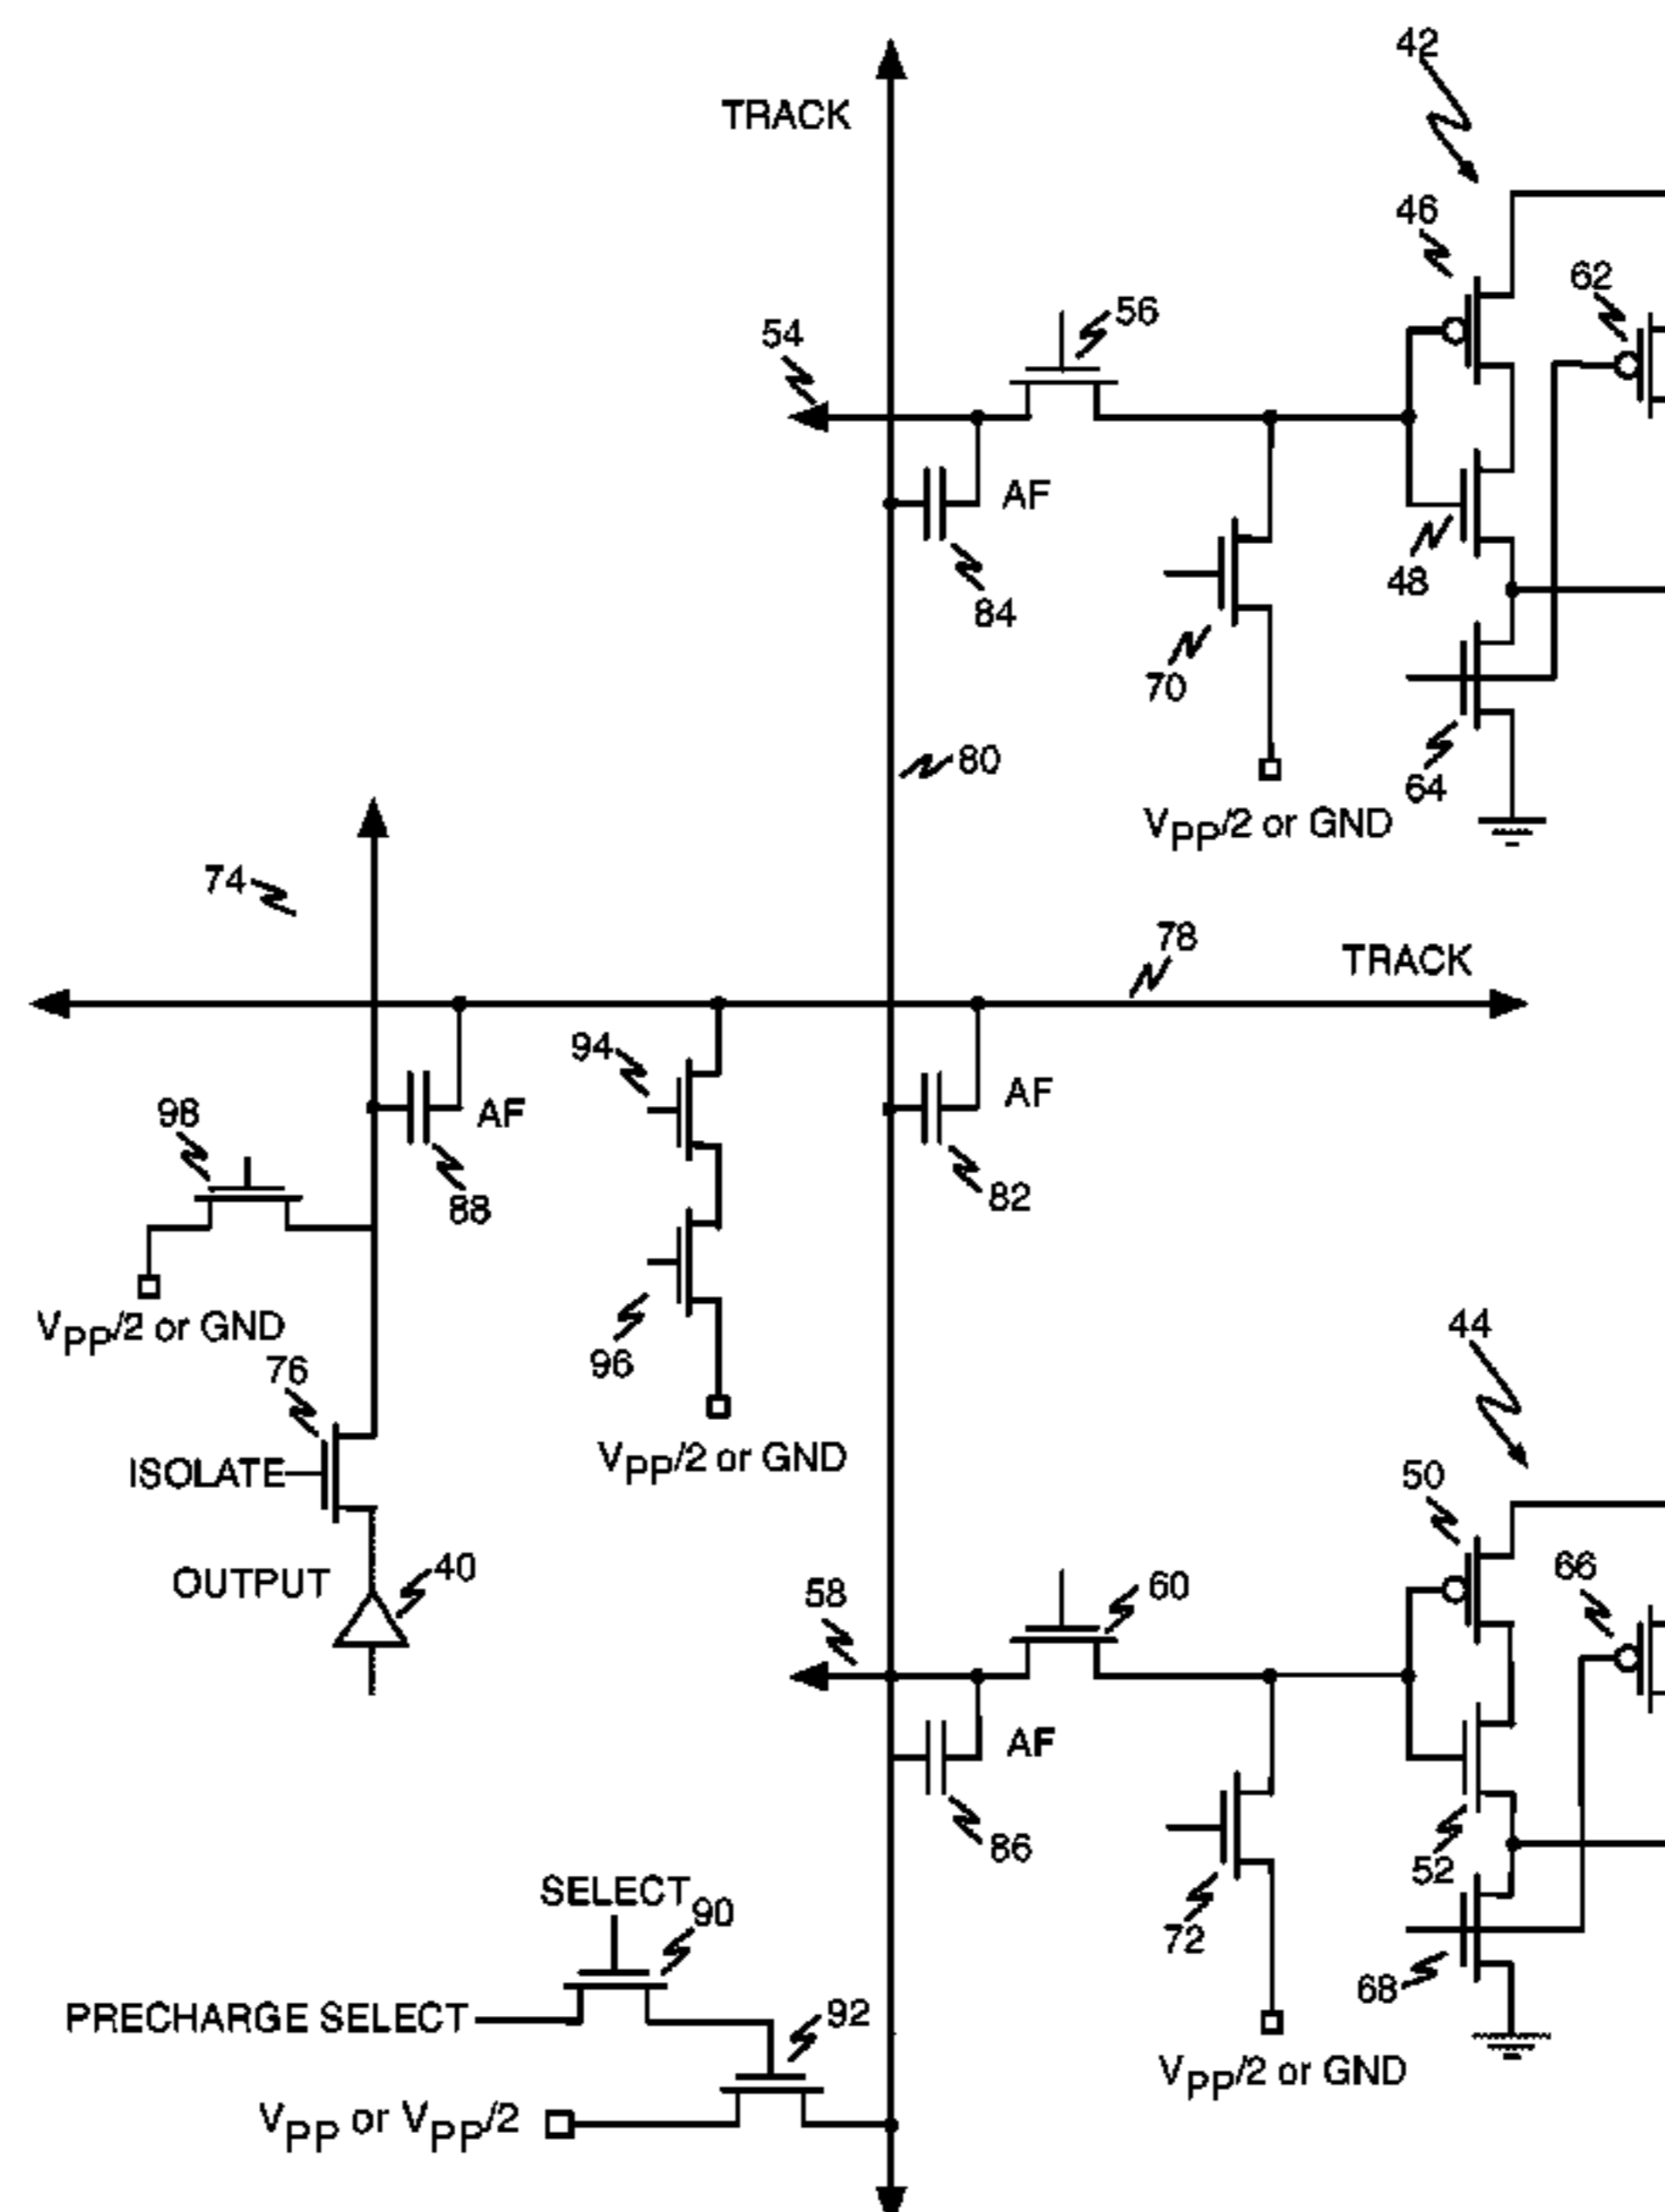 42
TRACK
46
62
56
54
AF
48
84
70
80
64
VPP/2 or GND
74
78
TRACK
94
98
AF
AF
88
82
VPP/2 or GND
44
96
76
VPP/2 or GND
ISOLATE
50
66
40
OUTPUT
58
60
AF
86
52
SELECT
90
72
68
PRECHARGE SELECT
92
VPP/2 or GND
VPP or VPP/2